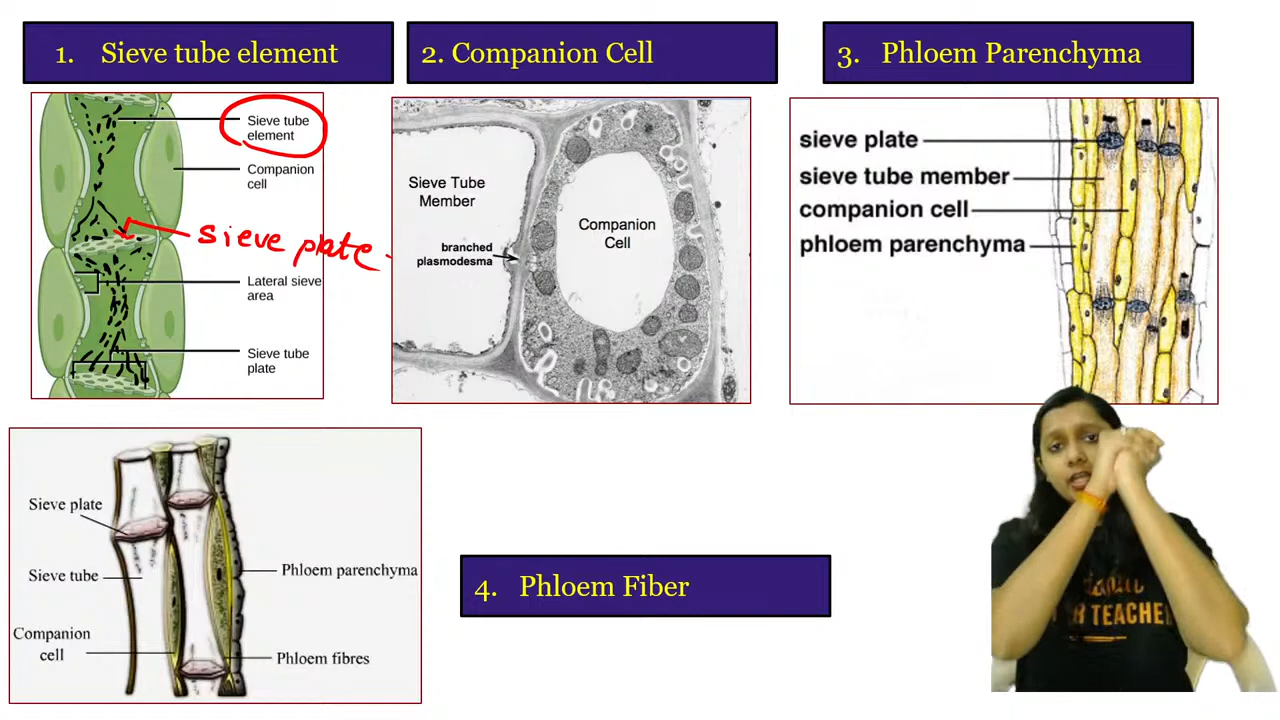 1. Sieve tube element
2. Companion Cell
3. Phloem Parenchyma
Sieve tube
element
Companion
cell
sieve plate
Lateral sieve
area
Sieve tube
plate
Sieve Tube
Member
Companion
Cell
branched
plasmodesma
sieve plate
sieve tube member
companion cell
phloem parenchyma
Sieve plate
Sieve tube
Companion
cell
Phloem parenchyma
Phloem fibres
4. Phloem Fiber
TEACHER